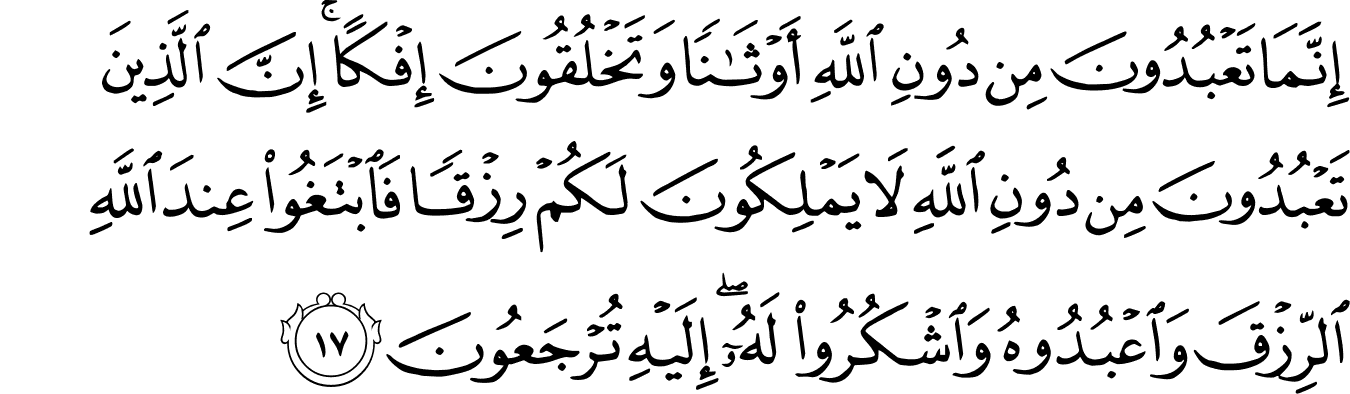 إِنَّمَا تَعۡبُدُونَ مِن دُونِ ٱللَّهِ أَوۡثَٰنٗا وَتَخۡلُقُونَ إِفۡكًاۚ إِنَّ ٱلَّذِينَ
تَعۡبُدُونَ مِن دُونِ ٱللَّهِ لَا يَمۡلِكُونَ لَكُمۡ رِزۡقٗا فَٱبۡتَغُواْ عِندَ ٱللَّهِ
ٱلرِّزۡقَ وَٱعۡبُدُوهُ وَٱشۡكُرُواْ لَهُۥٓۖ إِلَيۡهِ تُرۡجَعُونَ ١٧